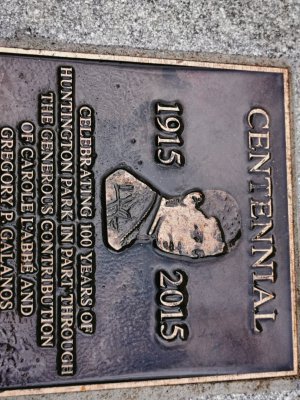 CENTENNIAL
1915 2015
CELEBRATING 100 YEARS OF
HUNTINGTON PARK IN PART THROUGH
THE GENEROUS CONTRIBUTION
OF CAROLE L'ABBÉ AND
GREGORY P. GALANOS